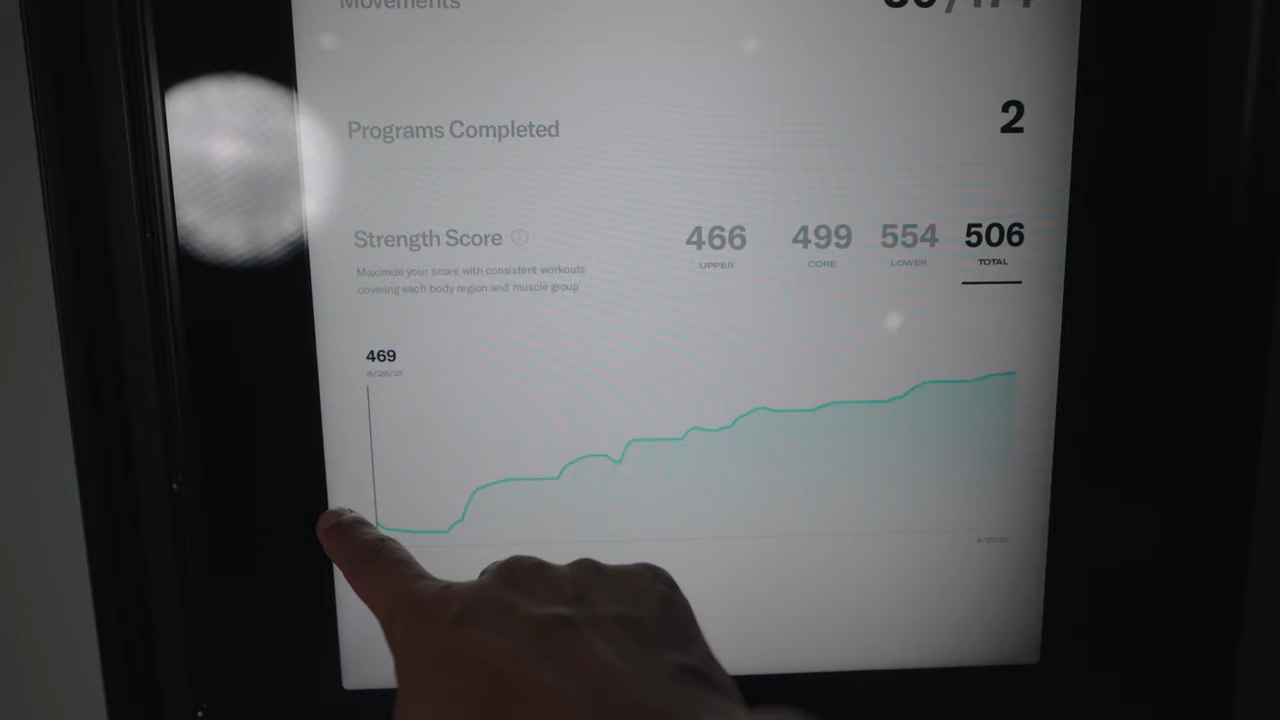 Movements
Programs Completed
2
Strength Score
466 499 554 506
UPPER CORE LOWER TOTAL
Maximize your score with consistent workouts
covering each body region and muscle group
469